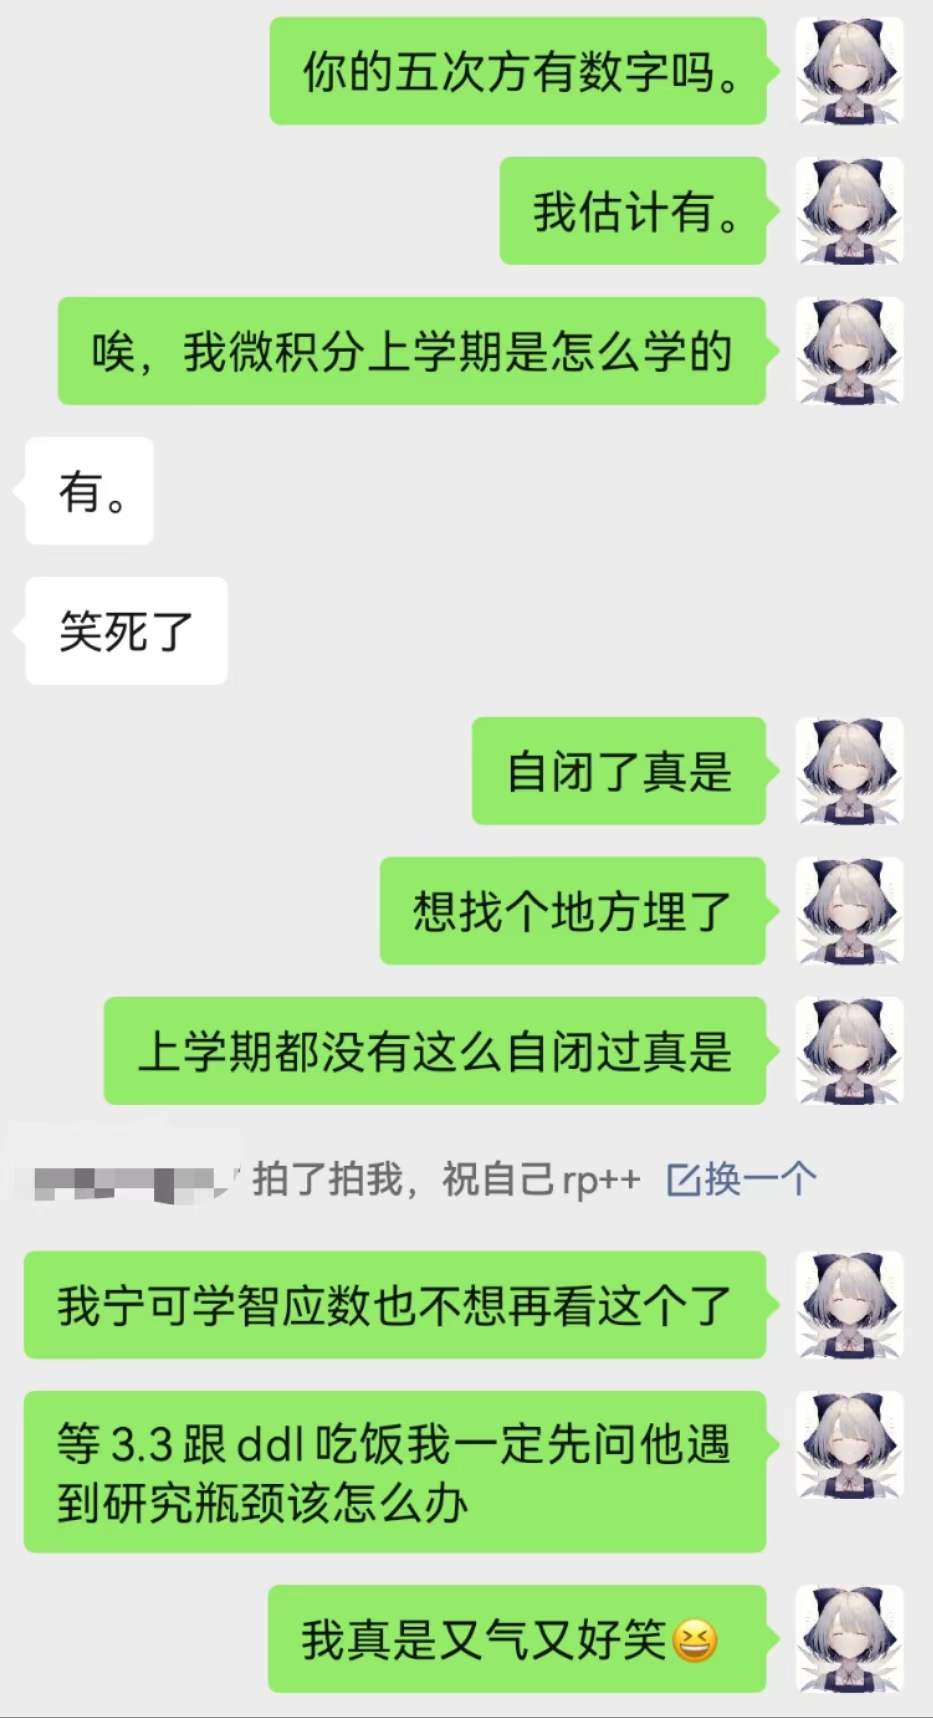 你的五次方有数字吗。
我估计有。
唉，我微积分上学期是怎么学的
有。
笑死了
自闭了真是
想找个地方埋了
上学期都没有这么自闭过真是
拍了拍我，祝自己rp++ 换一个
我宁可学智应数也不想再看这个了
等3.3跟ddl吃饭我一定先问他遇
到研究瓶颈该怎么办
我真是又气又好笑😆